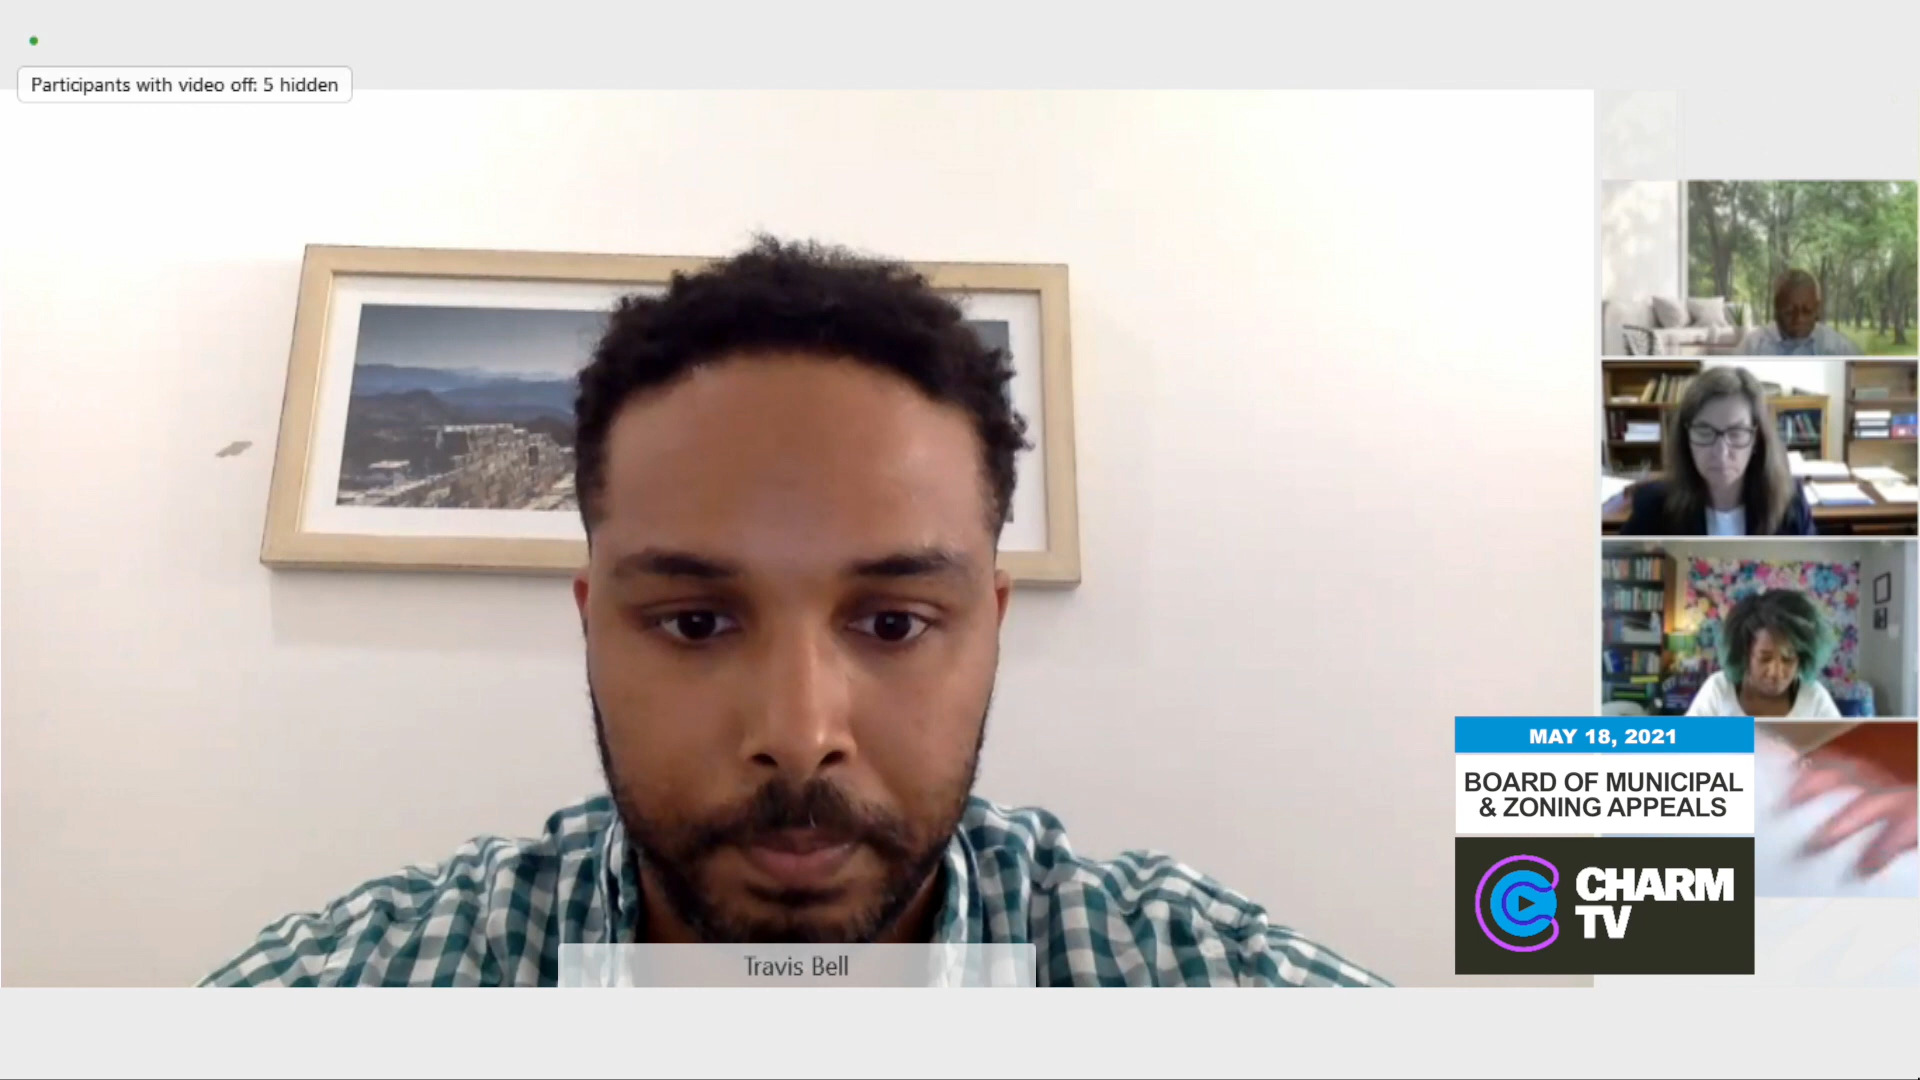 Participants with video off: 5 hidden
Travis Bell
MAY 18, 2021
BOARD OF MUNICIPAL
& ZONING APPEALS
CHARM
TV